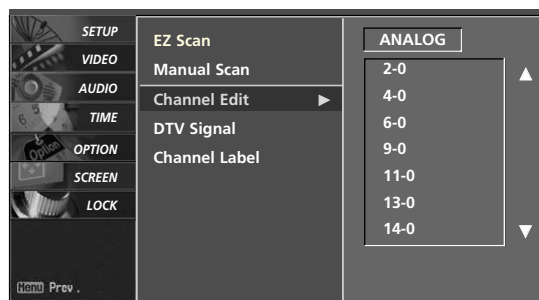 SETUP
VIDEO
AUDIO
TIME
OPTION
SCREEN
LOCK
Menu Prev.
EZ Scan
Manual Scan
Channel Edit ▶
DTV Signal
Channel Label
ANALOG
2-0
4-0
6-0
9-0
11-0
13-0
14-0